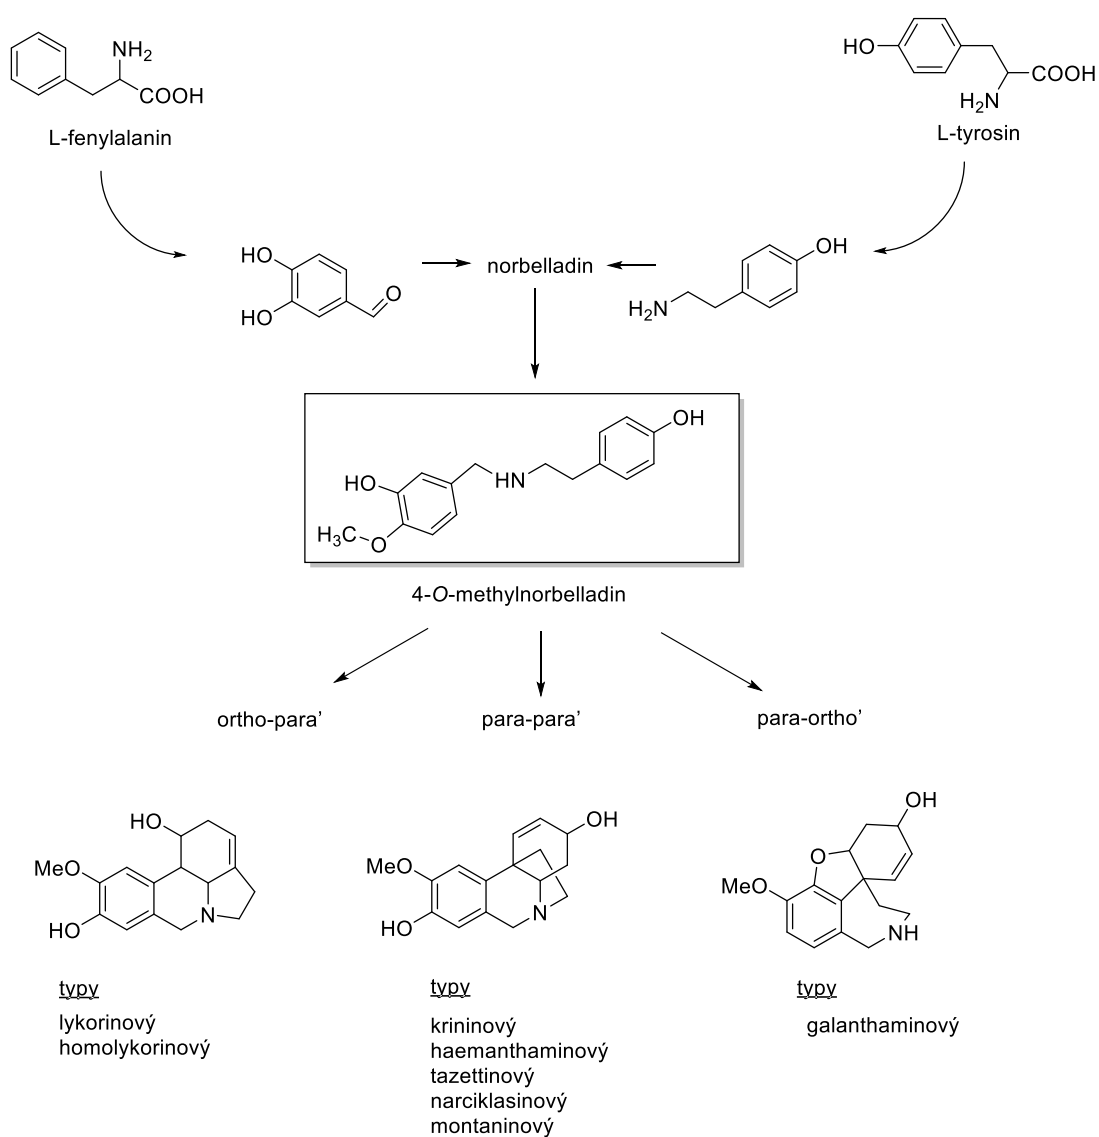 NH2
COOH
L-fenylalanin
HO
COOH
H2N
L-tyrosin
HO
HO
O
norbelladin
OH
H2N
OH
HO
HN
H3C
O
4-O-methylnorbelladin
ortho-para’
para-para’
para-ortho’
HO
MeO
HO
N
OH
MeO
HO
N
OH
O
MeO
NH
typy
lykorinový
homolykorinový
typy
krininový
haemanthaminový
tazettinový
narciklasinový
montaninový
typy
galanthaminový